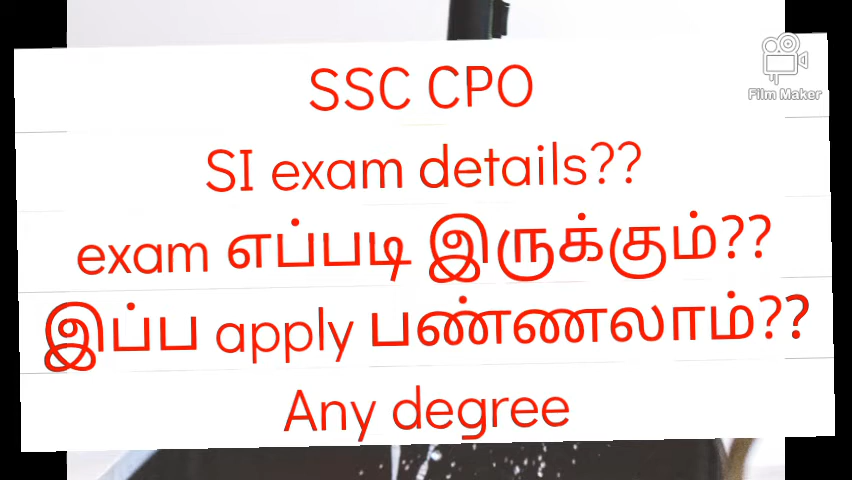 Film Maker
SSC CPO
SI exam details??
exam எப்படி இருக்கும்??
இப்ப apply பண்ணலாம்??
Any degree